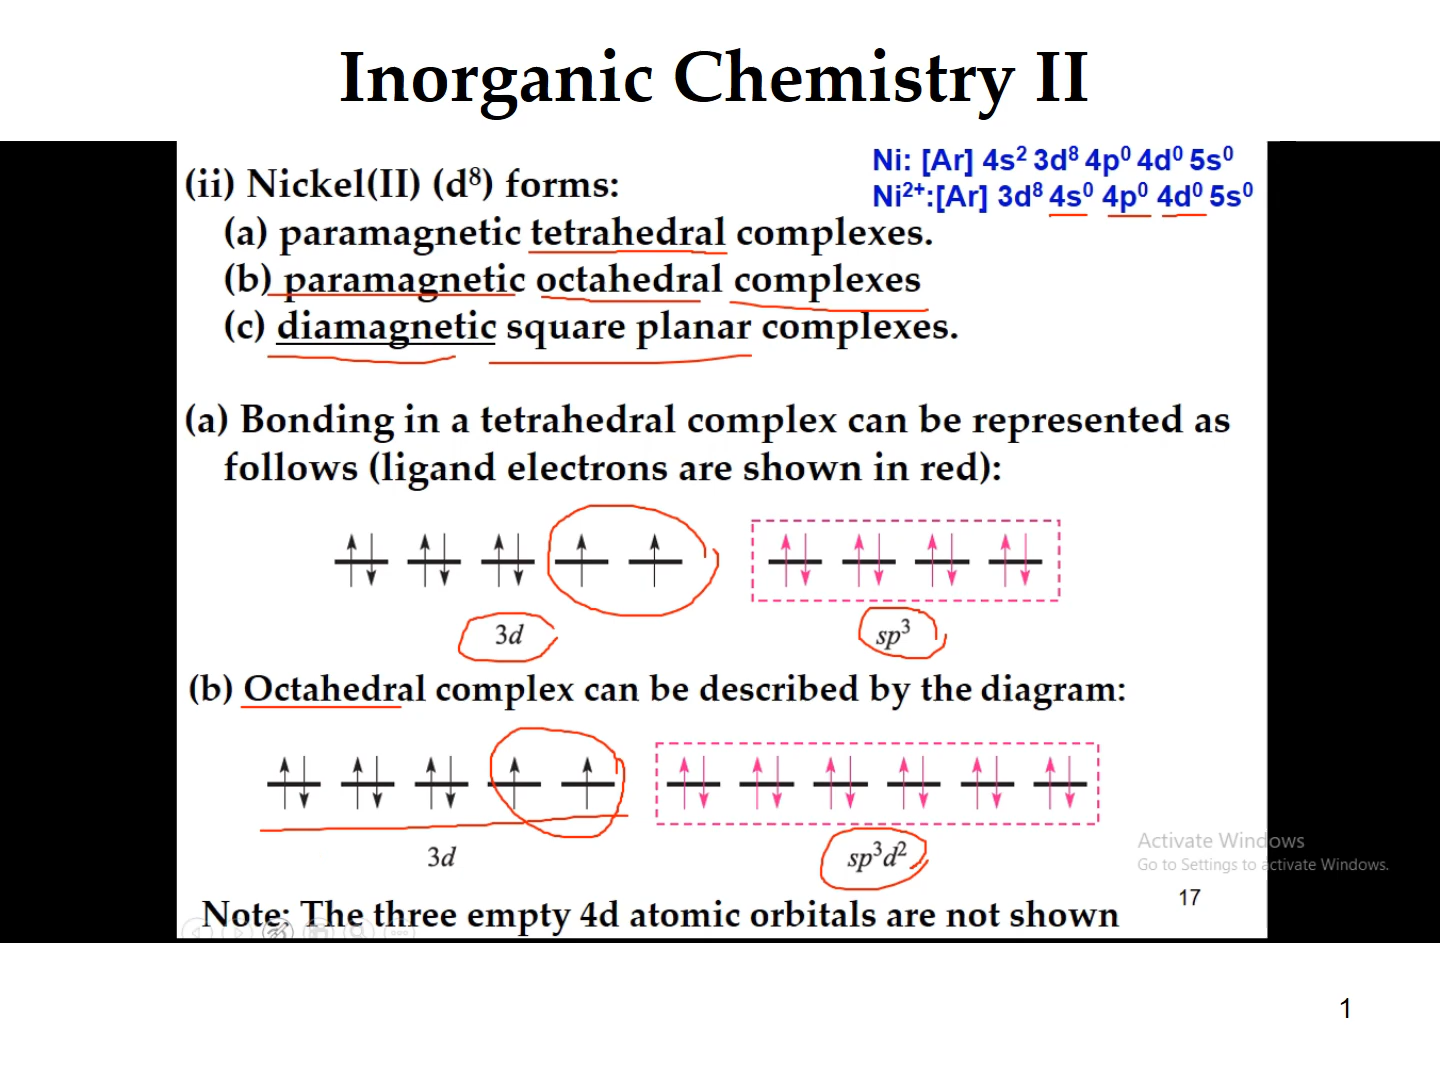 Inorganic Chemistry II
Ni: [Ar] 4s² 3d⁸ 4p⁰ 4d⁰ 5s⁰
(ii) Nickel(II) (d⁸) forms:
Ni²⁺:[Ar] 3d⁸ 4s⁰ 4p⁰ 4d⁰ 5s⁰
(a) paramagnetic tetrahedral complexes.
(b) paramagnetic octahedral complexes
(c) diamagnetic square planar complexes.
(a) Bonding in a tetrahedral complex can be represented as
follows (ligand electrons are shown in red):
3d
sp³
(b) Octahedral complex can be described by the diagram:
3d
sp³d²
Activate Windows
Go to Settings to activate Windows.
17
Note: The three empty 4d atomic orbitals are not shown
1